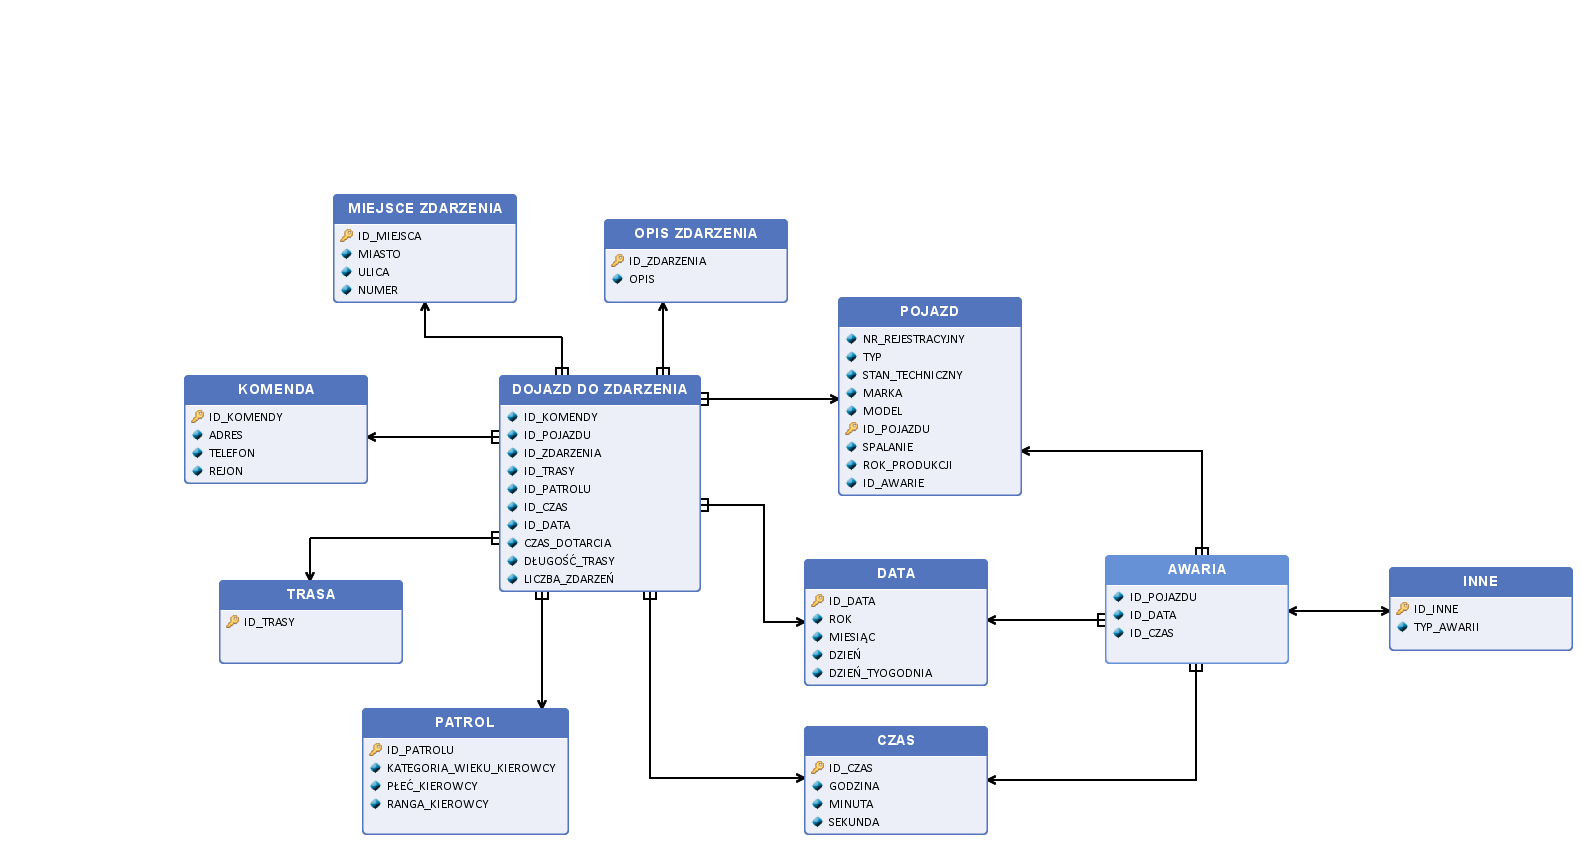 MIEJSCE ZDARZENIA
ID_MIEJSCA
MIASTO
ULICA
NUMER
OPIS ZDARZENIA
ID_ZDARZENIA
OPIS
POJAZD
NR_REJESTRACYJNY
TYP
STAN_TECHNICZNY
MARKA
MODEL
ID_POJAZDU
SPALANIE
ROK_PRODUKCJI
ID_AWARIE
KOMENDA
ID_KOMENDY
ADRES
TELEFON
REJON
DOJAZD DO ZDARZENIA
ID_KOMENDY
ID_POJAZDU
ID_ZDARZENIA
ID_TRASY
ID_PATROLU
ID_CZAS
ID_DATA
CZAS_DOTARCIA
DŁUGOŚĆ_TRASY
LICZBA_ZDARZEŃ
TRASA
ID_TRASY
DATA
ID_DATA
ROK
MIESIĄC
DZIEŃ
DZIEŃ_TYOGODNIA
AWARIA
ID_POJAZDU
ID_DATA
ID_CZAS
INNE
ID_INNE
TYP_AWARII
PATROL
ID_PATROLU
KATEGORIA_WIEKU_KIEROWCY
PŁEĆ_KIEROWCY
RANGA_KIEROWCY
CZAS
ID_CZAS
GODZINA
MINUTA
SEKUNDA